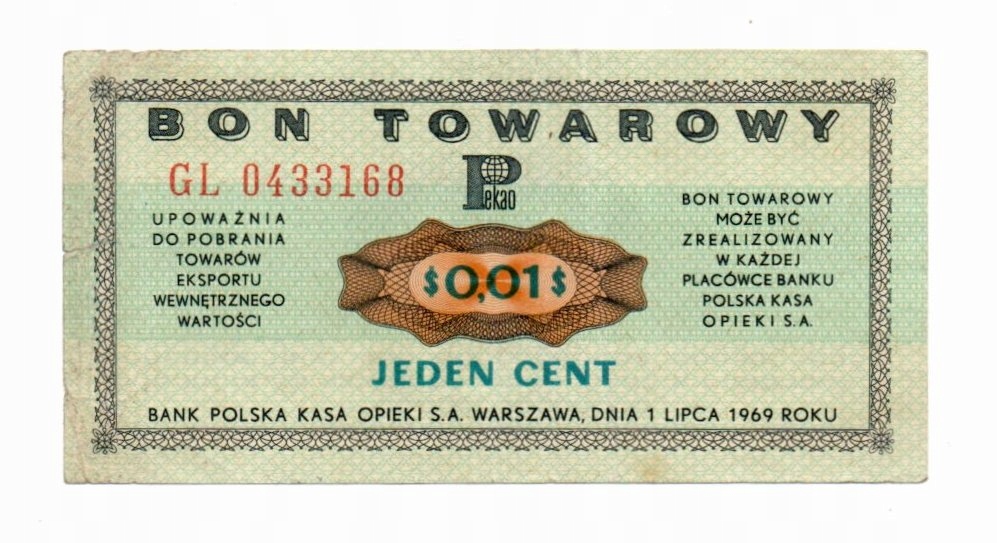 BON TOWAROWY
GL 0433168
Pekao
UPOWAŻNIA
DO POBRANIA
TOWARÓW
EKSPORTU
WEWNĘTRZNEGO
WARTOŚCI
$0,01$
BON TOWAROWY
MOŻE BYĆ
ZREALIZOWANY
W KAŻDEJ
PLACÓWCE BANKU
POLSKA KASA
OPIEKI S.A.
JEDEN CENT
BANK POLSKA KASA OPIEKI S.A. WARSZAWA, DNIA 1 LIPCA 1969 ROKU